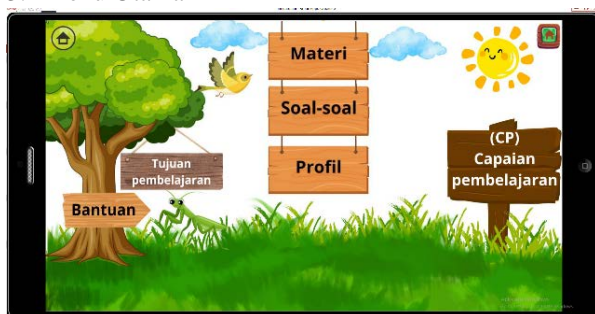 Materi
Soal-soal
Profil
Tujuan
pembelajaran
Bantuan
(CP)
Capaian
pembelajaran